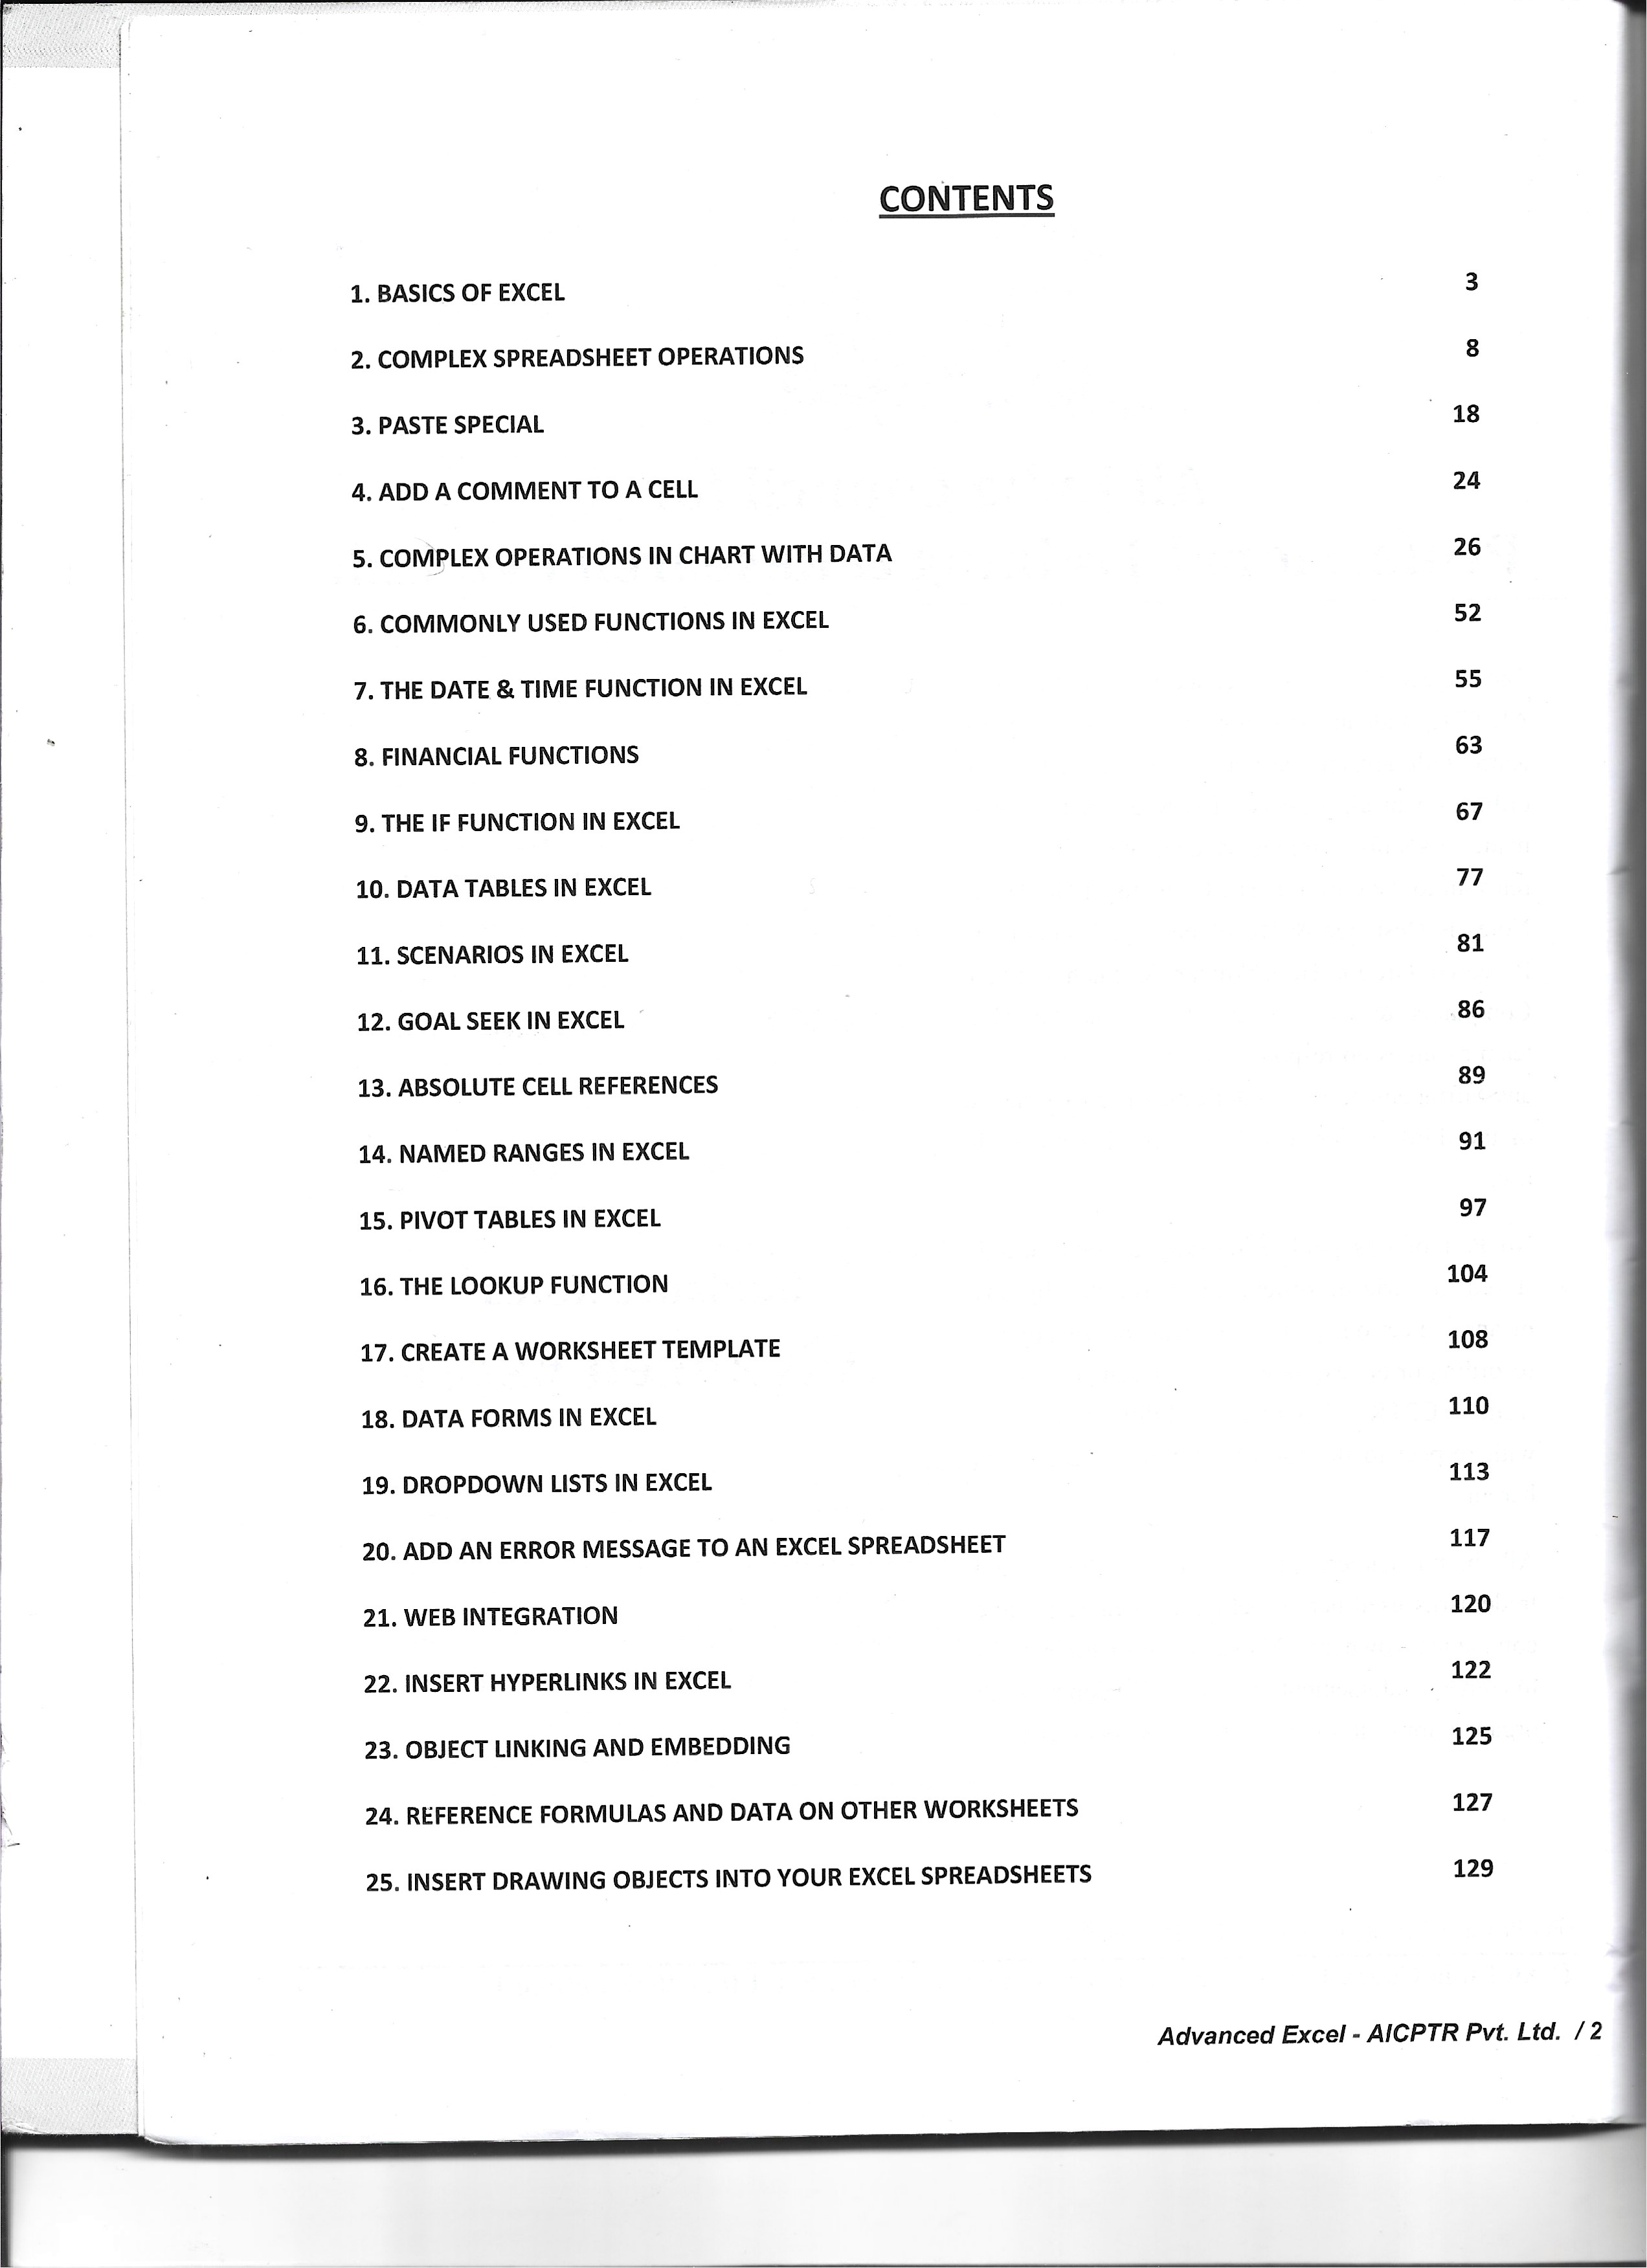 CONTENTS
1. BASICS OF EXCEL 3
2. COMPLEX SPREADSHEET OPERATIONS 8
3. PASTE SPECIAL 18
4. ADD A COMMENT TO A CELL 24
5. COMPLEX OPERATIONS IN CHART WITH DATA 26
6. COMMONLY USED FUNCTIONS IN EXCEL 52
7. THE DATE & TIME FUNCTION IN EXCEL 55
8. FINANCIAL FUNCTIONS 63
9. THE IF FUNCTION IN EXCEL 67
10. DATA TABLES IN EXCEL 77
11. SCENARIOS IN EXCEL 81
12. GOAL SEEK IN EXCEL 86
13. ABSOLUTE CELL REFERENCES 89
14. NAMED RANGES IN EXCEL 91
15. PIVOT TABLES IN EXCEL 97
16. THE LOOKUP FUNCTION 104
17. CREATE A WORKSHEET TEMPLATE 108
18. DATA FORMS IN EXCEL 110
19. DROPDOWN LISTS IN EXCEL 113
20. ADD AN ERROR MESSAGE TO AN EXCEL SPREADSHEET 117
21. WEB INTEGRATION 120
22. INSERT HYPERLINKS IN EXCEL 122
23. OBJECT LINKING AND EMBEDDING 125
24. REFERENCE FORMULAS AND DATA ON OTHER WORKSHEETS 127
25. INSERT DRAWING OBJECTS INTO YOUR EXCEL SPREADSHEETS 129
Advanced Excel - AICPTR Pvt. Ltd. / 2